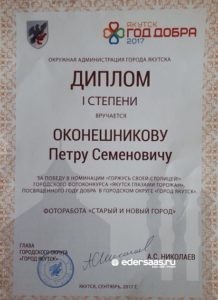 ЯКУТСК
ГОД ДОБРА
2017
ОКРУЖНАЯ АДМИНИСТРАЦИЯ ГОРОДА ЯКУТСКА
ДИПЛОМ
I СТЕПЕНИ
ВРУЧАЕТСЯ
ОКОНЕШНИКОВУ
Петру Семеновичу
ЗА ПОБЕДУ В НОМИНАЦИИ «ГОРЖУСЬ СВОЕЙ СТОЛИЦЕЙ»
ГОРОДСКОГО ФОТОКОНКУРСА «ЯКУТСК ГЛАЗАМИ ГОРОЖАН»,
ПОСВЯЩЕННОГО ГОДУ ДОБРА В ГОРОДСКОМ ОКРУГЕ «ГОРОД ЯКУТСК»
ФОТОРАБОТА «СТАРЫЙ И НОВЫЙ ГОРОД»
ГЛАВА
ГОРОДСКОГО ОКРУГА
«ГОРОД ЯКУТСК»
А.С. НИКОЛАЕВ
edersaas.ru
ЯКУТСК, СЕНТЯБРЬ, 2017 Г.